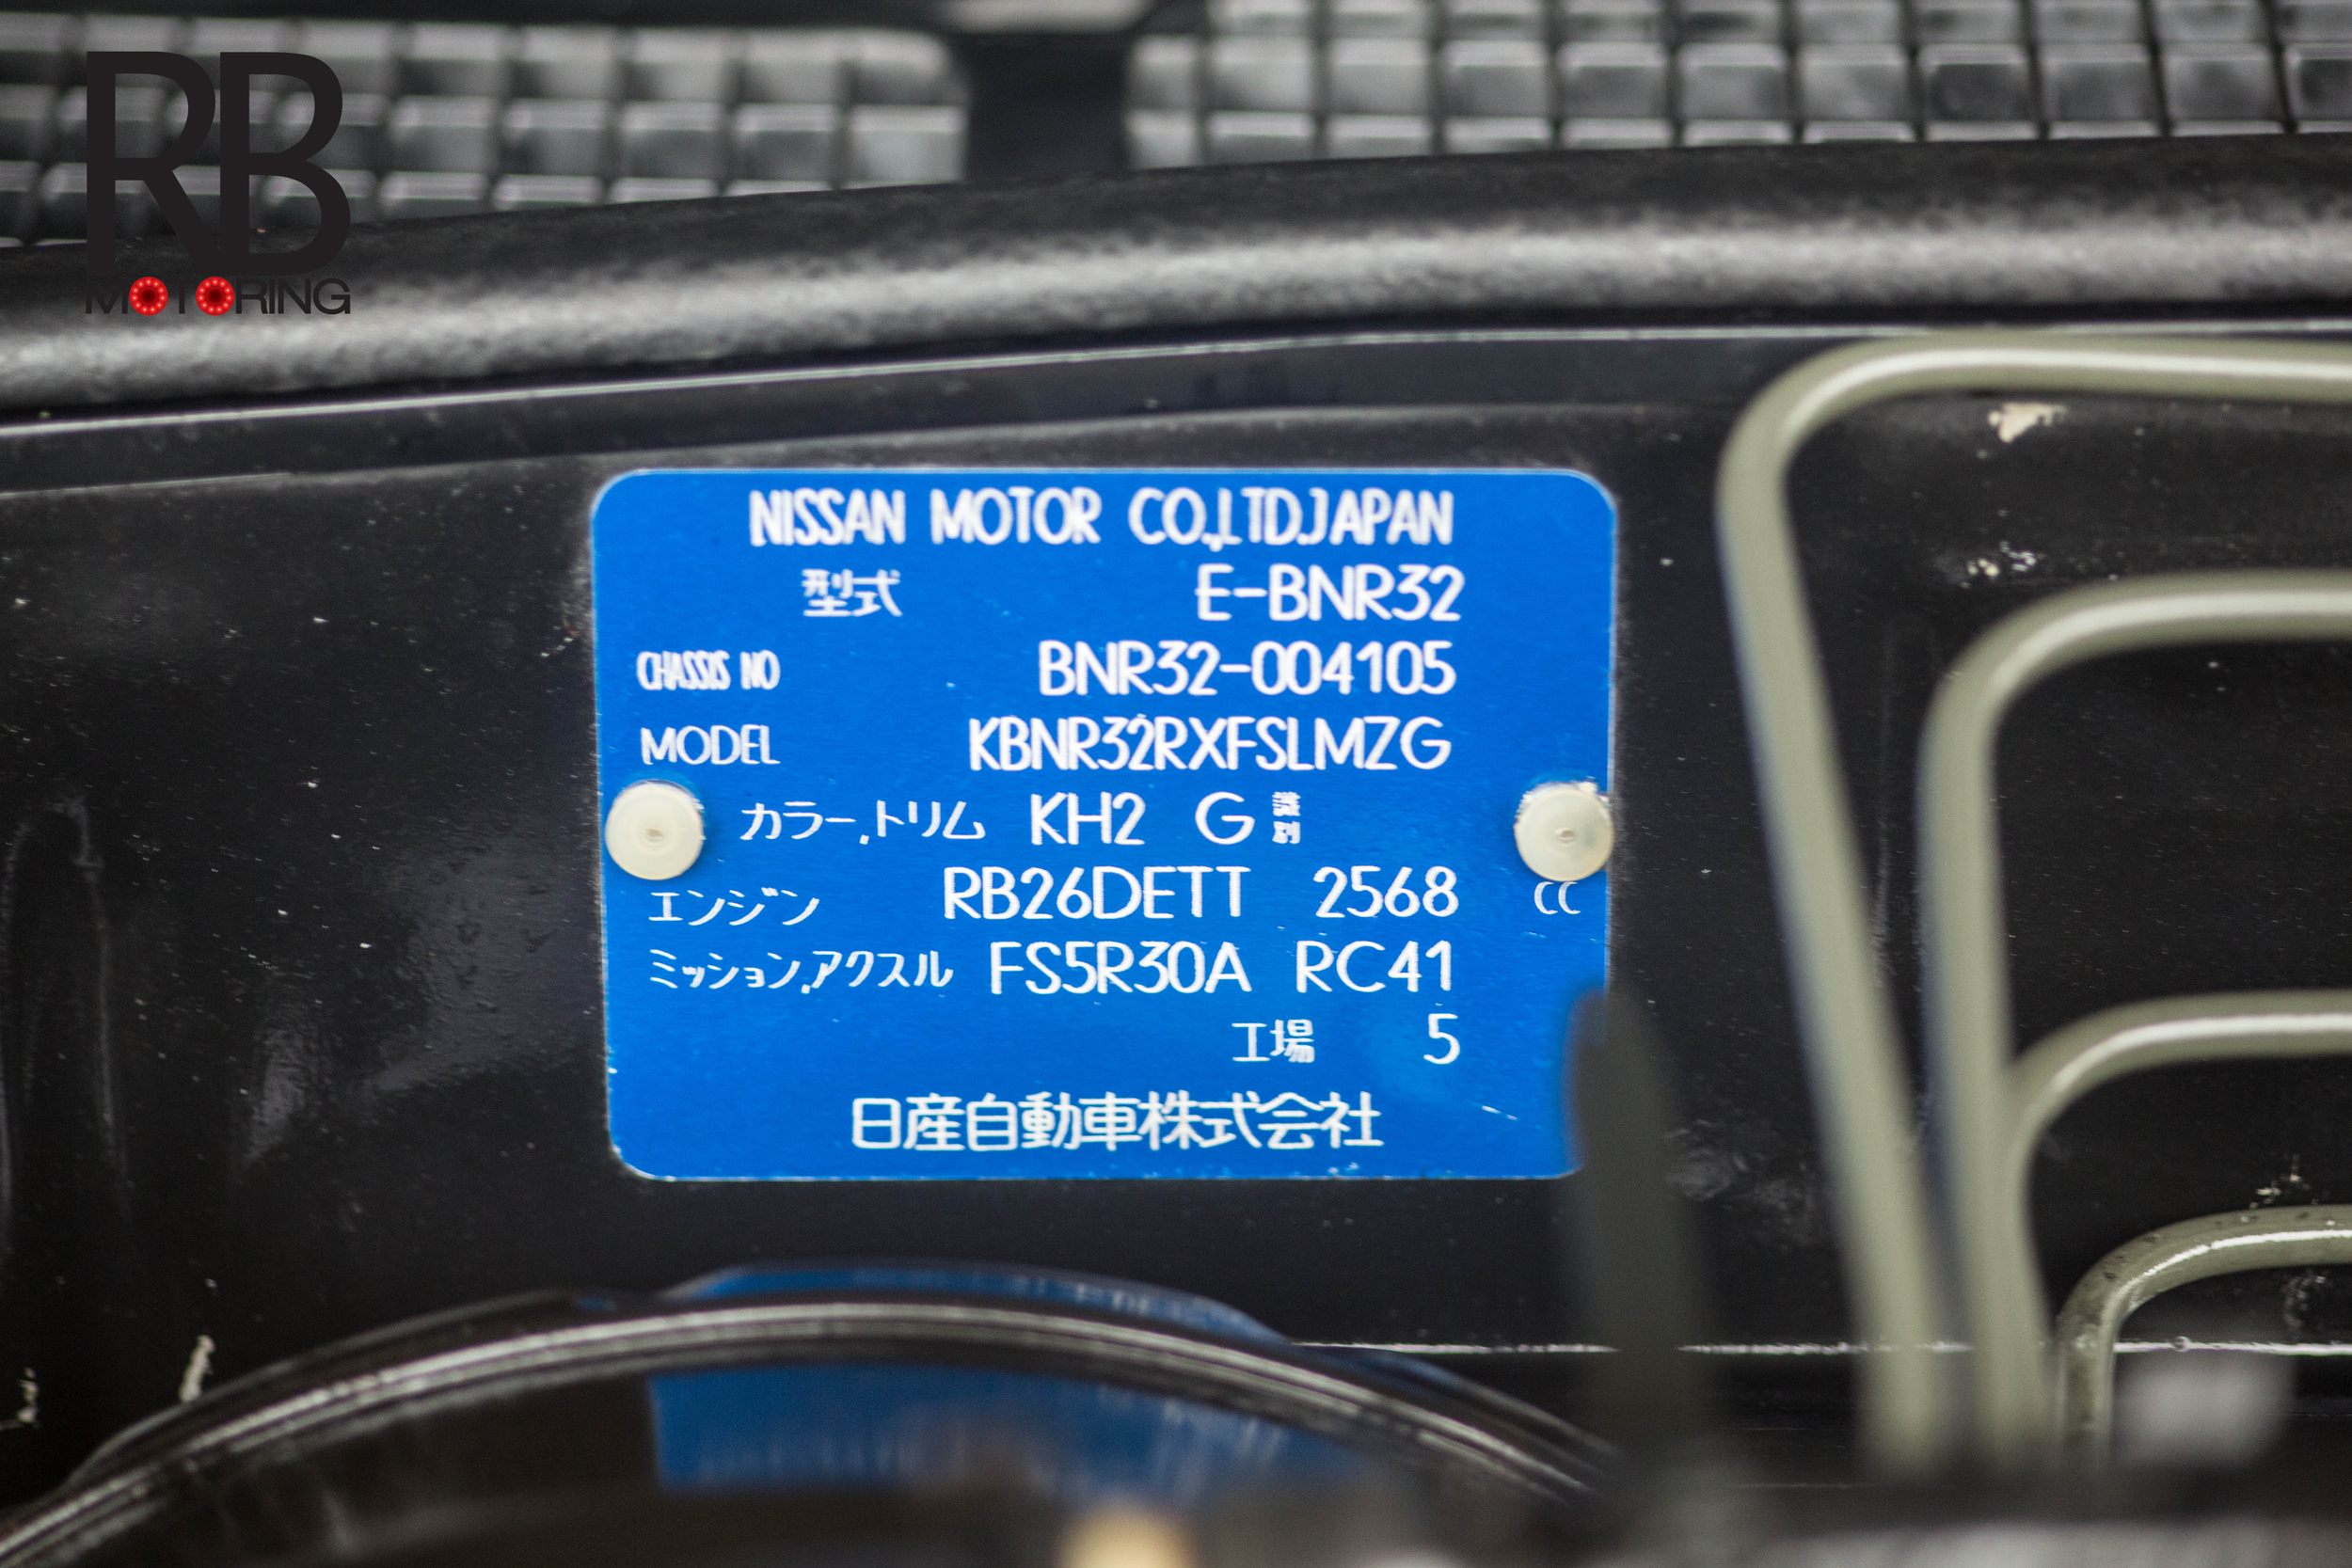 RB
MOTORING
NISSAN MOTOR CO.,LTD.JAPAN
型式 E-BNR32
CHASSIS NO BNR32-004105
MODEL KBNR32RXFSLMZG
カラー,トリム KH2 G 識別
エンジン RB26DETT 2568 CC
ミッション,アクスル FS5R30A RC41
工場 5
日産自動車株式会社